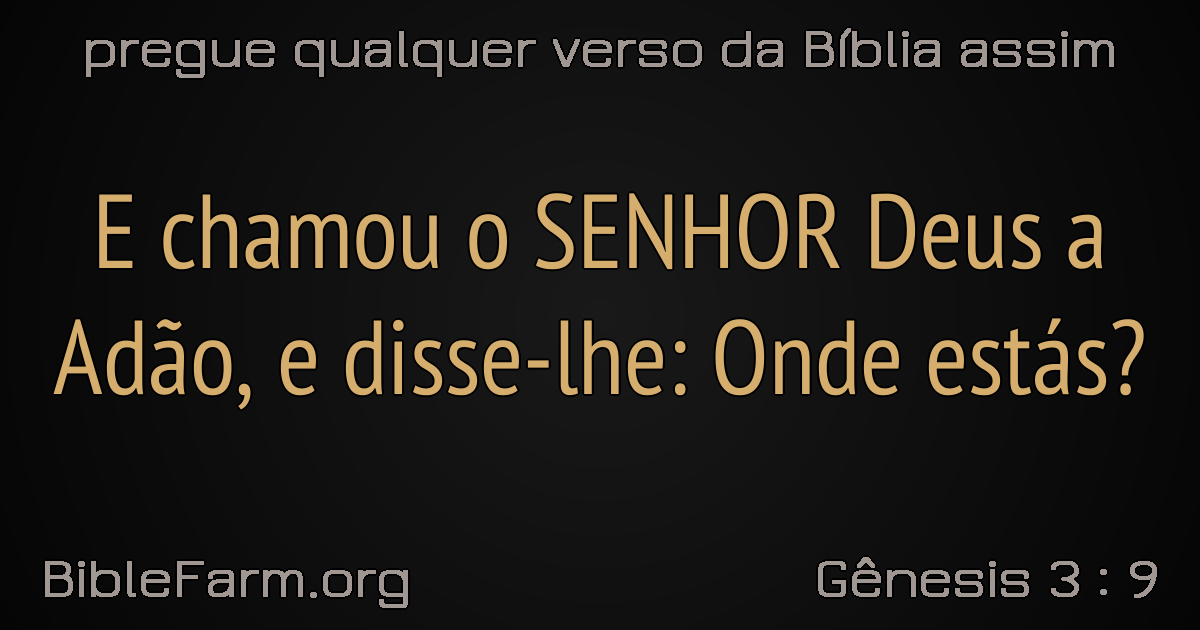 pregue qualquer verso da Bíblia assim
E chamou o SENHOR Deus a
Adão, e disse-lhe: Onde estás?
BibleFarm.org
Gênesis 3 : 9